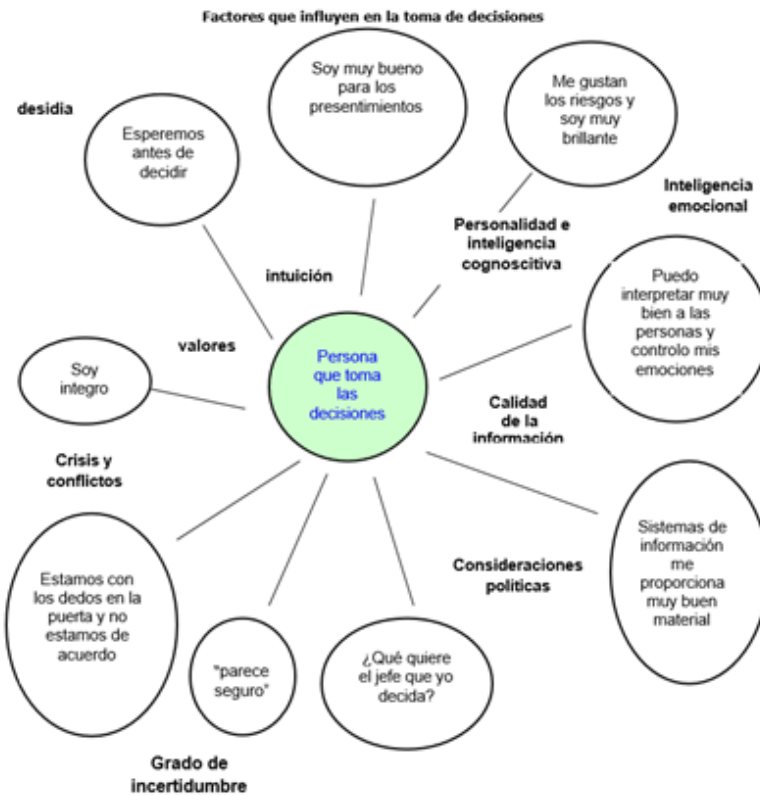 Factores que influyen en la toma de decisiones
desidia
Esperemos
antes de
decidir
Soy muy bueno
para los
presentimientos
Me gustan
los riesgos y
soy muy
brillante
Inteligencia
emocional
Personalidad e
inteligencia
cognoscitiva
intuición
Puedo
interpretar muy
bien a las
personas y
controlo mis
emociones
valores
Soy
integro
Persona
que toma
las
decisiones
Calidad
de la
información
Crisis y
conflictos
Estamos con
los dedos en la
puerta y no
estamos de
acuerdo
"parece
seguro"
¿Qué quiere
el jefe que yo
decida?
Consideraciones
politicas
Sistemas de
información
me
proporciona
muy buen
material
Grado de
incertidumbre